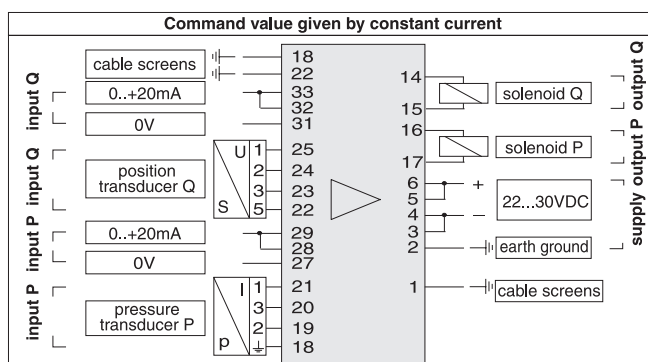 Command value given by constant current
cable screens
18
22
input Q
0..+20mA
33
32
0V
31
input Q
position
transducer Q
U
S
1
2
3
5
25
24
23
22
input P
0..+20mA
29
28
0V
27
input P
pressure
transducer P
I
p
1
3
2
21
20
19
18
14
15
solenoid Q
output Q
16
17
solenoid P
output P
6
5
4
3
+
−
22...30VDC
supply
2
earth ground
1
cable screens